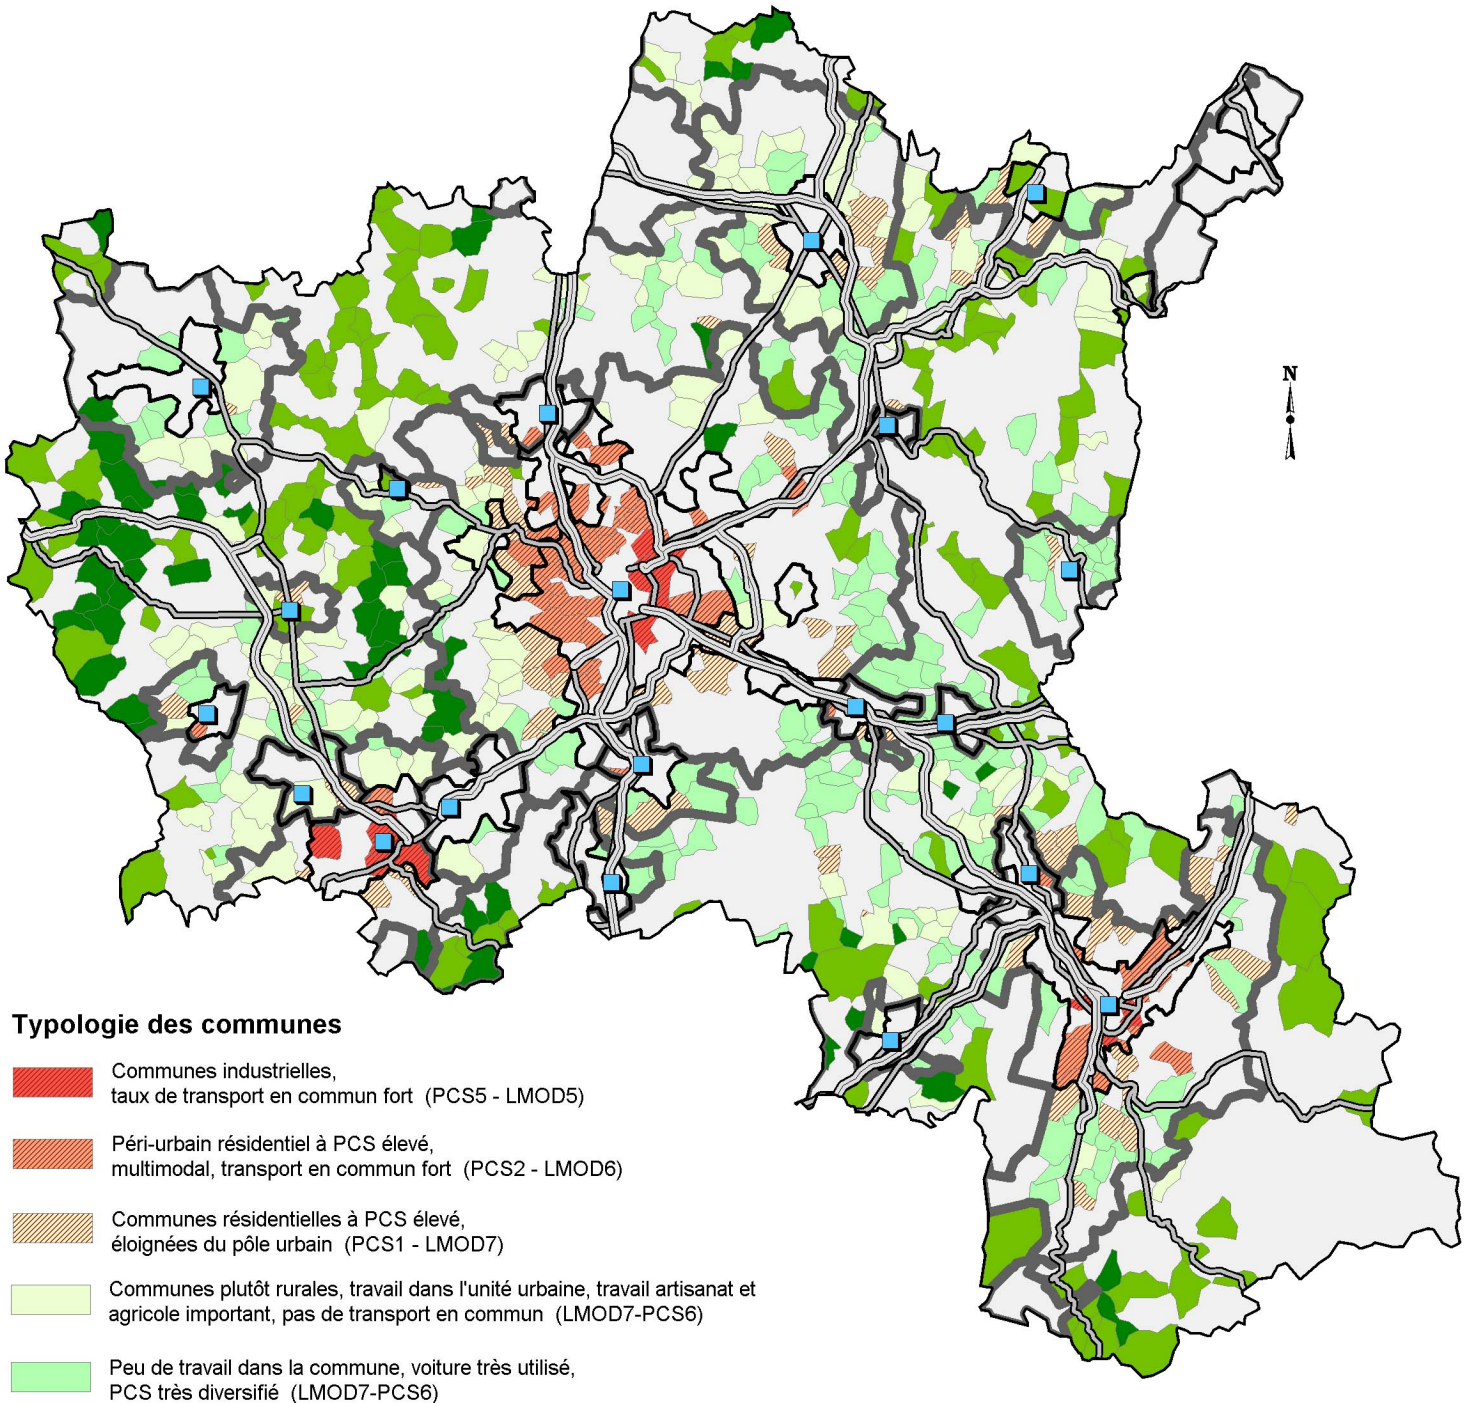 N
Typologie des communes
Communes industrielles,
taux de transport en commun fort (PCS5 - LMOD5)
Péri-urbain résidentiel à PCS élevé,
multimodal, transport en commun fort (PCS2 - LMOD6)
Communes résidentielles à PCS élevé,
éloignées du pôle urbain (PCS1 - LMOD7)
Communes plutôt rurales, travail dans l'unité urbaine, travail artisanat et
agricole important, pas de transport en commun (LMOD7-PCS6)
Peu de travail dans la commune, voiture très utilisé,
PCS très diversifié (LMOD7-PCS6)